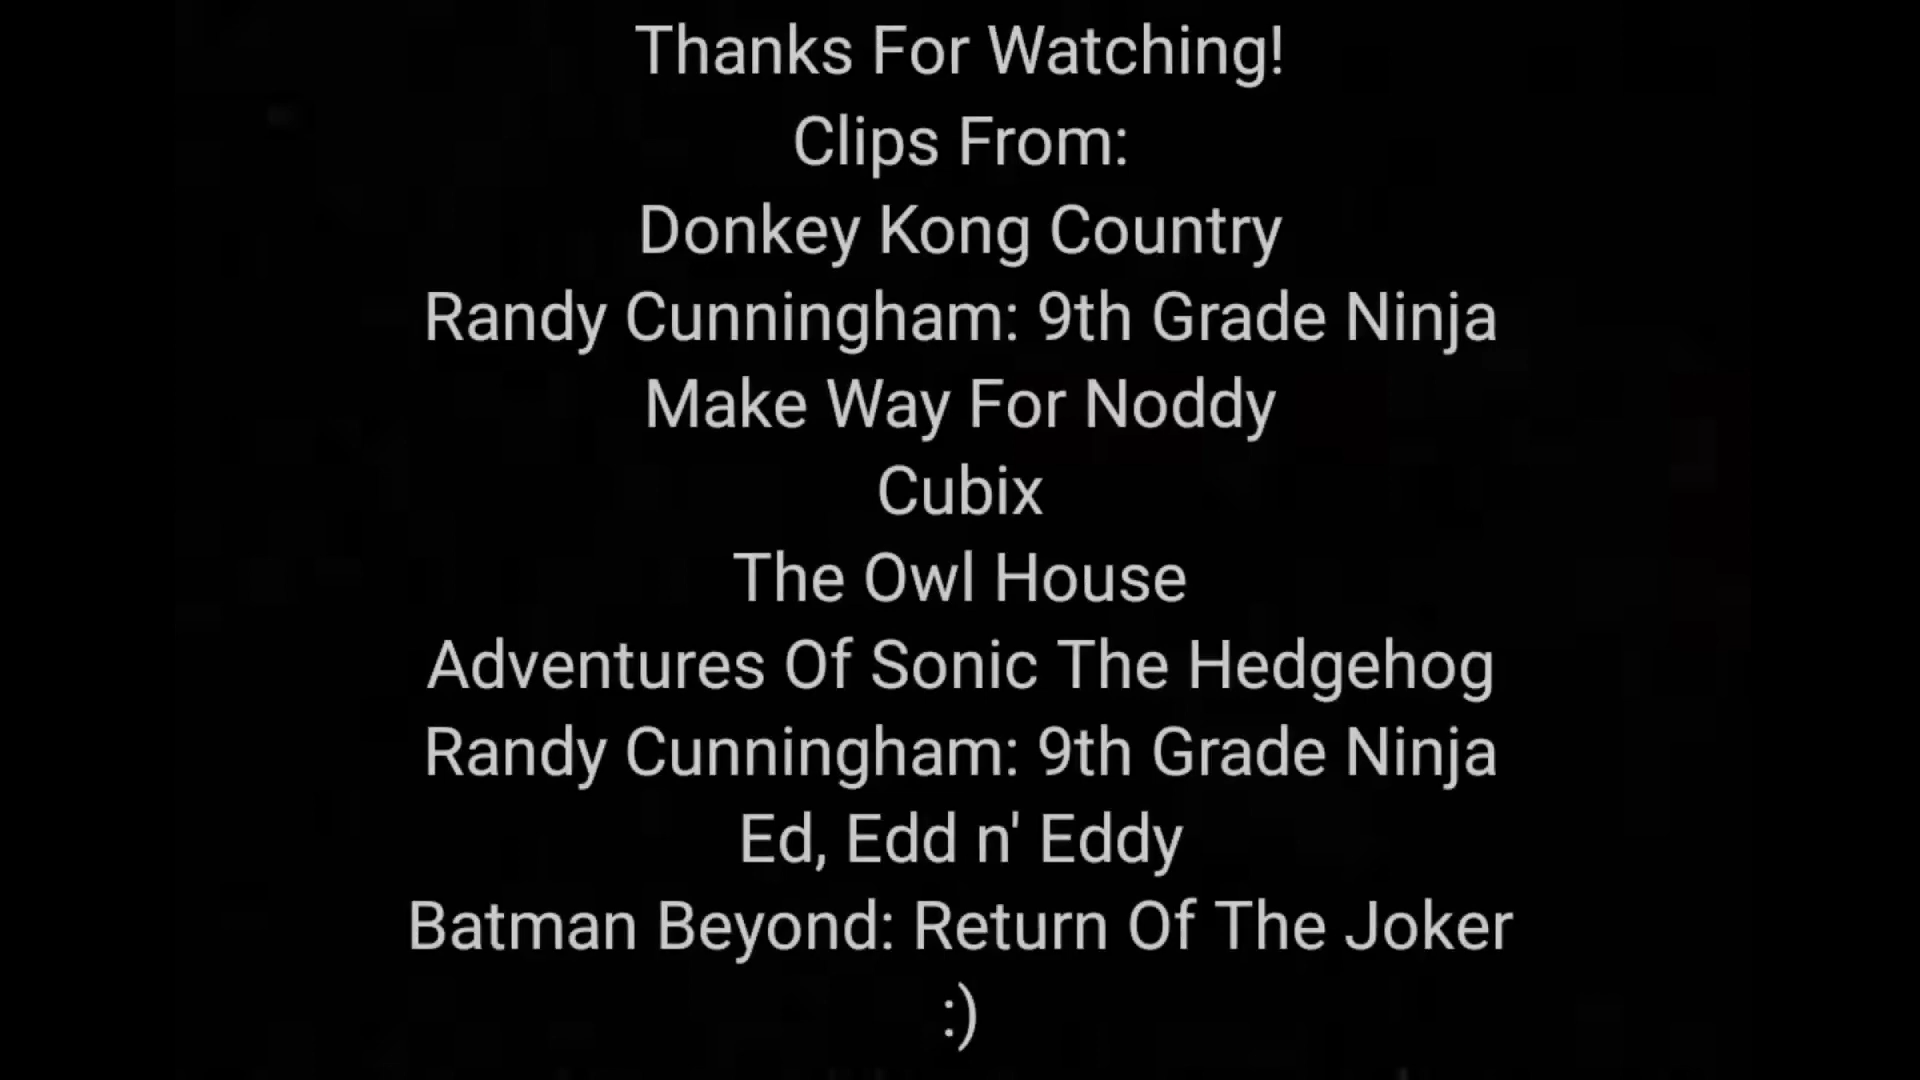 Thanks For Watching!
Clips From:
Donkey Kong Country
Randy Cunningham: 9th Grade Ninja
Make Way For Noddy
Cubix
The Owl House
Adventures Of Sonic The Hedgehog
Randy Cunningham: 9th Grade Ninja
Ed, Edd n' Eddy
Batman Beyond: Return Of The Joker
:)